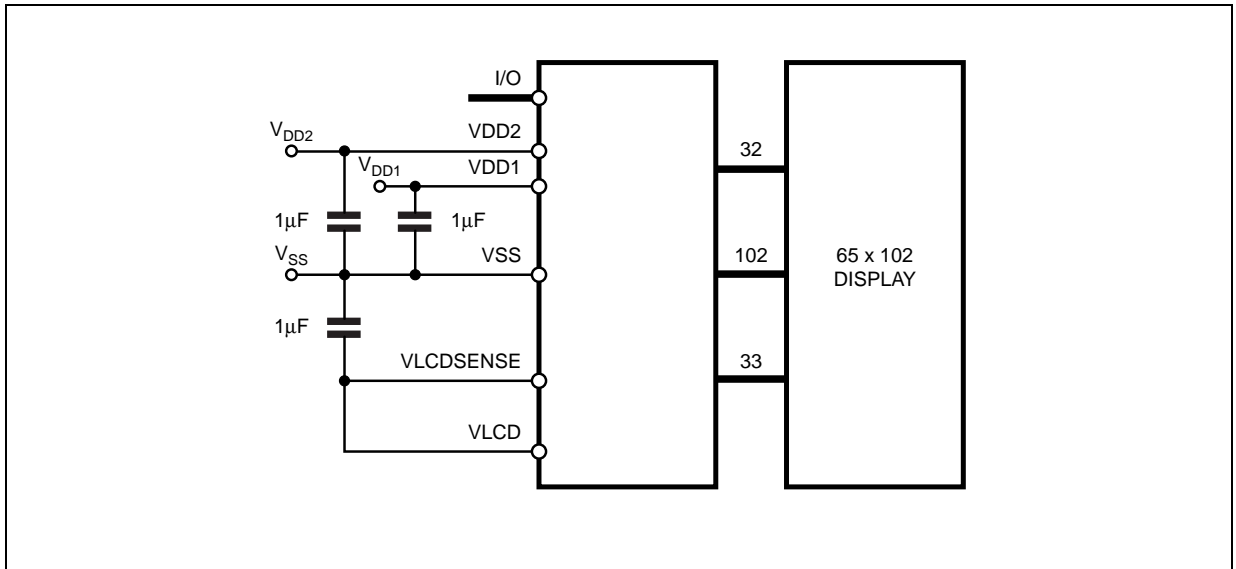 I/O
VDD2
VDD2
VDD1
VDD1
32
1μF
1μF
VSS
VSS
102
65 x 102
DISPLAY
1μF
VLCDSENSE
33
VLCD